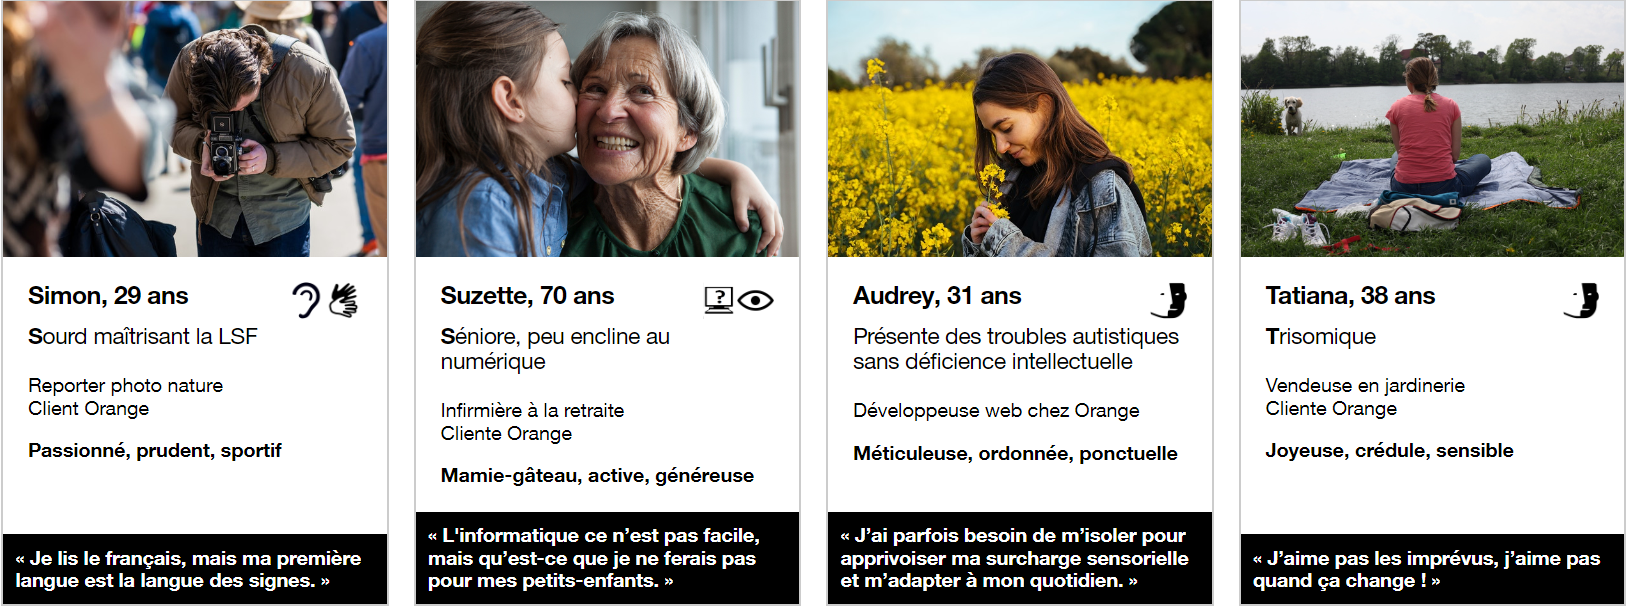 Simon, 29 ans
Sourd maîtrisant la LSF
Reporter photo nature
Client Orange
Passionné, prudent, sportif
« Je lis le français, mais ma première
langue est la langue des signes. »
Suzette, 70 ans
?
Séniore, peu encline au
numérique
Infirmière à la retraite
Cliente Orange
Mamie-gâteau, active, généreuse
« L'informatique ce n’est pas facile,
mais qu’est-ce que je ne ferais pas
pour mes petits-enfants. »
Audrey, 31 ans
Présente des troubles autistiques
sans déficience intellectuelle
Développeuse web chez Orange
Méticuleuse, ordonnée, ponctuelle
« J’ai parfois besoin de m’isoler pour
apprivoiser ma surcharge sensorielle
et m’adapter à mon quotidien. »
Tatiana, 38 ans
Trisomique
Vendeuse en jardinerie
Cliente Orange
Joyeuse, crédule, sensible
« J’aime pas les imprévus, j’aime pas
quand ça change ! »